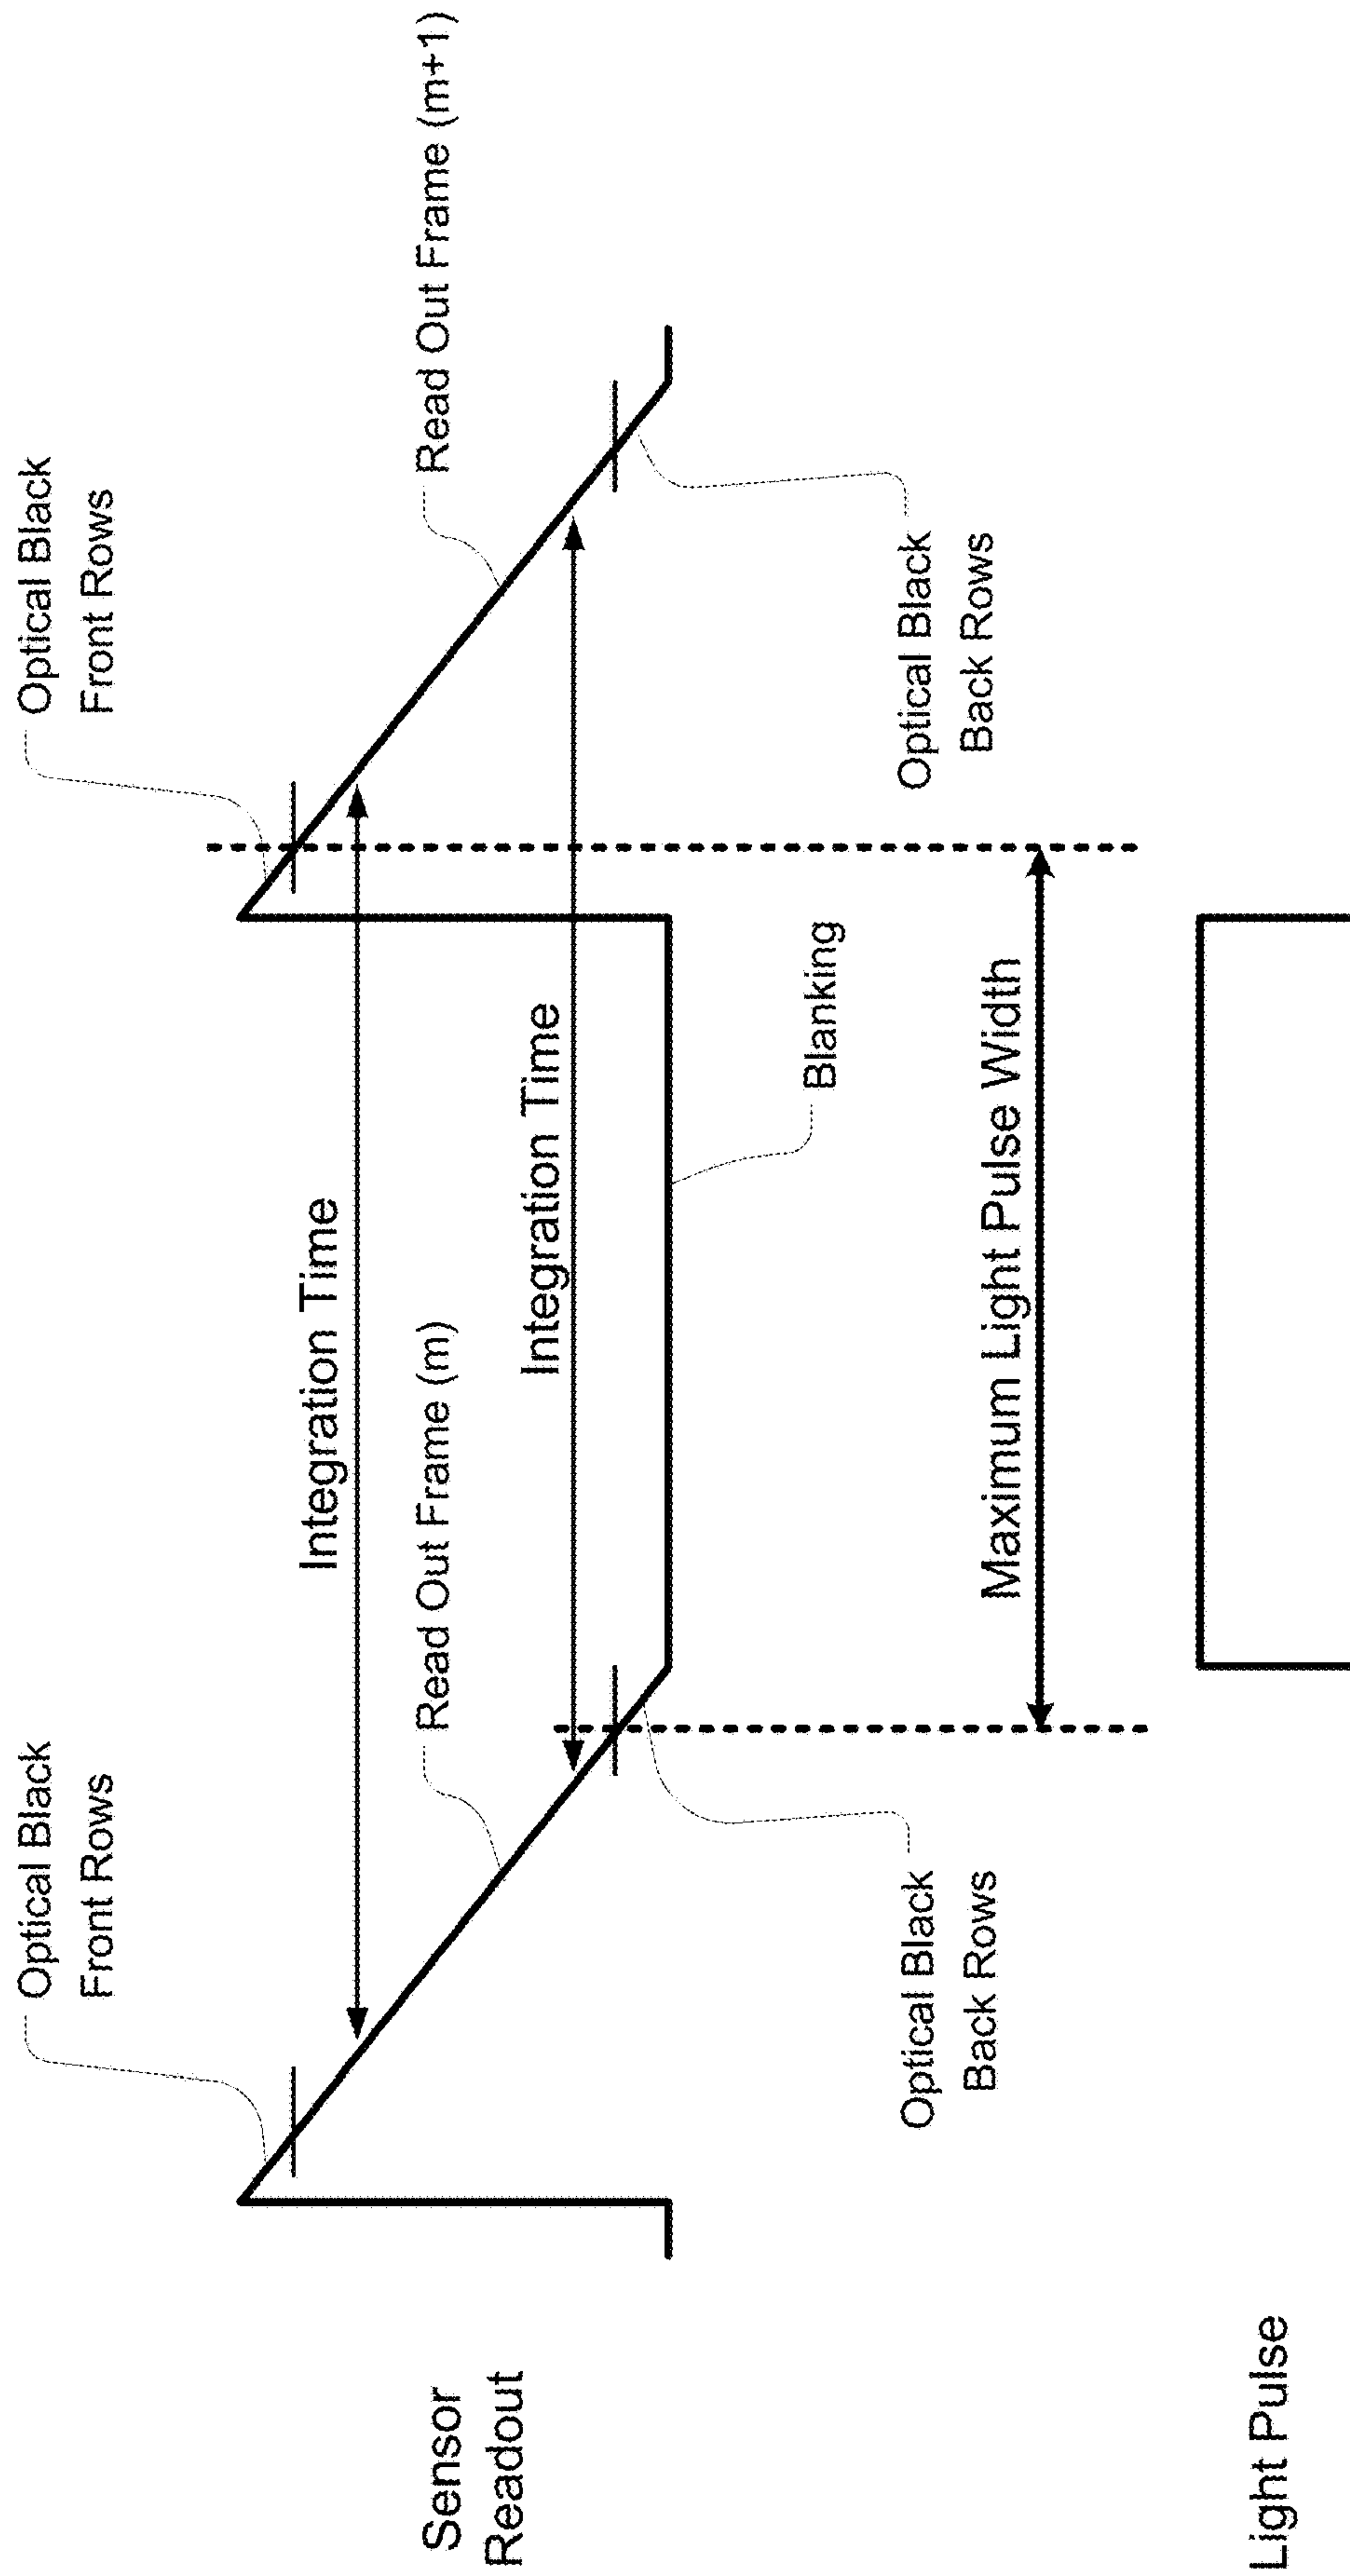 Optical Black
Front Rows
Optical Black
Front Rows
Integration Time
Read Out Frame (m)
Read Out Frame (m+1)
Integration Time
Sensor
Readout
Blanking
Optical Black
Back Rows
Optical Black
Back Rows
Maximum Light Pulse Width
Light Pulse